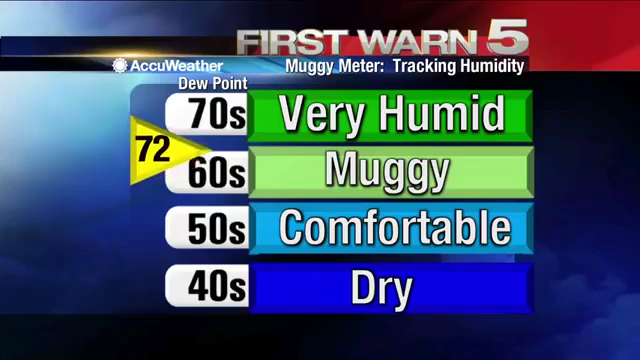 FIRST WARN 5
AccuWeather
Muggy Meter: Tracking Humidity
Dew Point
70s Very Humid
72
60s Muggy
50s Comfortable
40s Dry